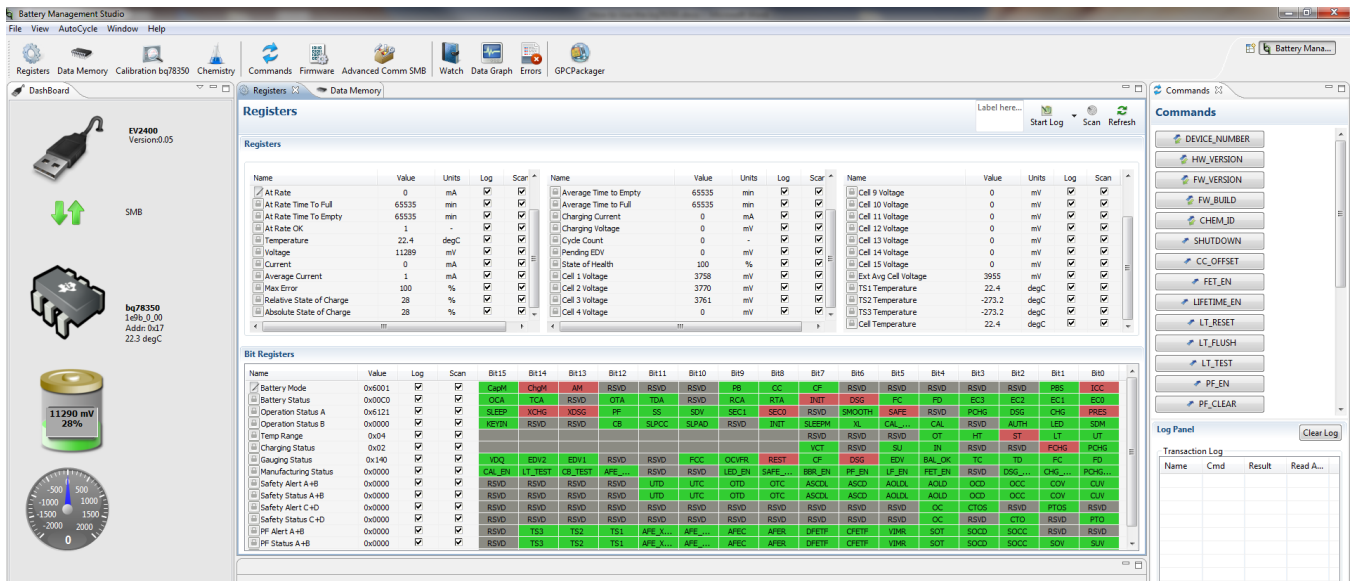 Battery Management Studio
File View AutoCycle Window Help
Registers Data Memory Calibration bq78350 Chemistry Commands Firmware Advanced Comm SMB Watch Data Graph Errors GPCPackager
Battery Mana...
DashBoard
EV2400
Version:0.05
SMB
bq78350
1e9b_0_00
Addr: 0x17
22.3 degC
11290 mV
28%
-500 500
-1000 1000
-1500 1500
-2000 2000
0
Registers Data Memory
Registers
Label here...
Start Log Scan Refresh
Registers
Name Value Units Log Scar
At Rate 0 mA
At Rate Time To Full 65535 min
At Rate Time To Empty 65535 min
At Rate OK 1 -
Temperature 22.4 degC
Voltage 11289 mV
Current 0 mA
Average Current 1 mA
Max Error 100 %
Relative State of Charge 28 %
Absolute State of Charge 28 %
Name Value Units Log Scar
Average Time to Empty 65535 min
Average Time to Full 65535 min
Charging Current 0 mA
Charging Voltage 0 mV
Cycle Count 0 -
Pending EDV 0 mV
State of Health 100 %
Cell 1 Voltage 3758 mV
Cell 2 Voltage 3770 mV
Cell 3 Voltage 3761 mV
Cell 4 Voltage 0 mV
Name Value Units Log Scan
Cell 9 Voltage 0 mV
Cell 10 Voltage 0 mV
Cell 11 Voltage 0 mV
Cell 12 Voltage 0 mV
Cell 13 Voltage 0 mV
Cell 14 Voltage 0 mV
Cell 15 Voltage 0 mV
Ext Avg Cell Voltage 3955 mV
TS1 Temperature 22.4 degC
TS2 Temperature -273.2 degC
TS3 Temperature -273.2 degC
Cell Temperature 22.4 degC
Bit Registers
Name Value Log Scan Bit15 Bit14 Bit13 Bit12 Bit11 Bit10 Bit9 Bit8 Bit7 Bit6 Bit5 Bit4 Bit3 Bit2 Bit1 Bit0
Battery Mode 0x6001 CapM ChgM AM RSVD RSVD RSVD PB CC CF RSVD RSVD RSVD RSVD RSVD PBS ICC
Battery Status 0x00C0 OCA TCA RSVD OTA TDA RSVD RCA RTA INIT DSG FC FD EC3 EC2 EC1 EC0
Operation Status A 0x6121 SLEEP XCHG XDSG PF SS SDV SEC1 SEC0 RSVD SMOOTH SAFE RSVD PCHG DSG CHG PRES
Operation Status B 0x0000 KEYIN RSVD RSVD CB SLPCC SLPAD RSVD INIT SLEEPM XL CAL_... CAL RSVD AUTH LED SDM
Temp Range 0x04 RSVD RSVD RSVD OT HT ST LT UT
Charging Status 0x02 VCT RSVD SU IN RSVD RSVD FCHG PCHG
Gauging Status 0x0140 VDQ EDV2 EDV1 RSVD RSVD FCC OCVFR REST CF DSG EDV BAL_OK TC TD FC FD
Manufacturing Status 0x0000 CAL_EN LT_TEST CB_TEST AFE_... RSVD RSVD LED_EN SAFE_... BBR_EN PF_EN LF_EN FET_EN RSVD DSG_... CHG_... PCHG...
Safety Alert A+B 0x0000 RSVD RSVD RSVD RSVD UTD UTC OTD OTC ASCDL ASCD AOLDL AOLD OCD OCC COV CUV
Safety Status A+B 0x0000 RSVD RSVD RSVD RSVD UTD UTC OTD OTC ASCDL ASCD AOLDL AOLD OCD OCC COV CUV
Safety Alert C+D 0x0000 RSVD RSVD RSVD RSVD RSVD RSVD RSVD RSVD RSVD RSVD RSVD OC CTOS RSVD PTOS RSVD
Safety Status C+D 0x0000 RSVD RSVD RSVD RSVD RSVD RSVD RSVD RSVD RSVD RSVD RSVD OC RSVD CTO RSVD PTO
PF Alert A+B 0x0000 RSVD TS3 TS2 TS1 AFE_X... AFE_... AFEC AFER DFETF CFETF VIMR SOT SOCD SOCC RSVD RSVD
PF Status A+B 0x0000 RSVD TS3 TS2 TS1 AFE_X... AFE_... AFEC AFER DFETF CFETF VIMR SOT SOCD SOCC SOV SUV
Commands
Commands
DEVICE_NUMBER
HW_VERSION
FW_VERSION
FW_BUILD
CHEM_ID
SHUTDOWN
CC_OFFSET
FET_EN
LIFETIME_EN
LT_RESET
LT_FLUSH
LT_TEST
PF_EN
PF_CLEAR
Log Panel
Clear Log
Transaction Log
Name Cmd Result Read A...